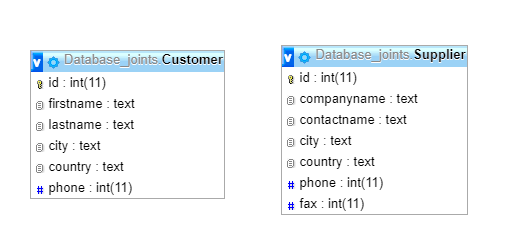 Database_joints.Customer
id : int(11)
firstname : text
lastname : text
city : text
country : text
# phone : int(11)
Database_joints.Supplier
id : int(11)
companyname : text
contactname : text
city : text
country : text
# phone : int(11)
# fax : int(11)